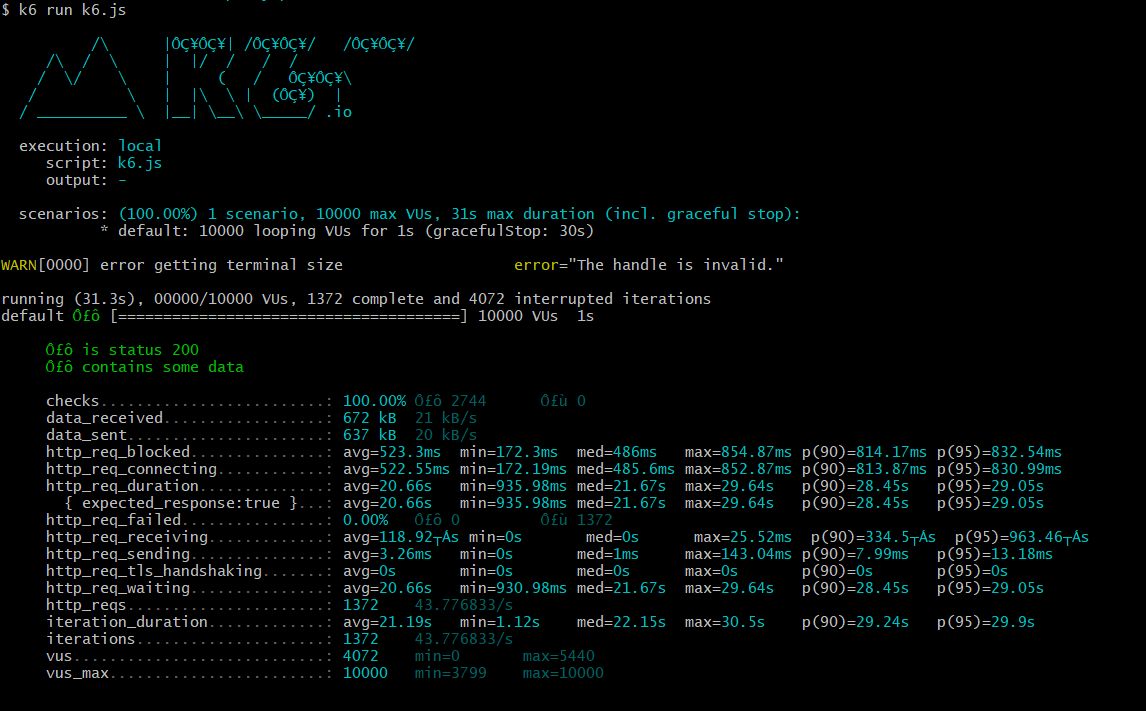 $ k6 run k6.js
/\      |ÔÇ¥ÔÇ¥| /ÔÇ¥ÔÇ¥/   /ÔÇ¥ÔÇ¥/
/\  /  \     |  |/  /   /  /
/  \/    \    |     (   /   ÔÇ¥ÔÇ¥\
/          \   |  |\  \ |  (ÔÇ¥)  |
/ __________ \  |__| \__\ \_____/ .io
execution: local
script: k6.js
output: -
scenarios: (100.00%) 1 scenario, 10000 max VUs, 31s max duration (incl. graceful stop):
* default: 10000 looping VUs for 1s (gracefulStop: 30s)
WARN[0000] error getting terminal size                   error="The handle is invalid."
running (31.3s), 00000/10000 VUs, 1372 complete and 4072 interrupted iterations
default Ô£ô [======================================] 10000 VUs  1s
Ô£ô is status 200
Ô£ô contains some data
checks.........................: 100.00% Ô£ô 2744      Ô£ù 0
data_received..................: 672 kB  21 kB/s
data_sent......................: 637 kB  20 kB/s
http_req_blocked...............: avg=523.3ms  min=172.3ms  med=486ms   max=854.87ms p(90)=814.17ms p(95)=832.54ms
http_req_connecting............: avg=522.55ms min=172.19ms med=485.6ms max=852.87ms p(90)=813.87ms p(95)=830.99ms
http_req_duration..............: avg=20.66s   min=935.98ms med=21.67s  max=29.64s   p(90)=28.45s   p(95)=29.05s
{ expected_response:true }...: avg=20.66s   min=935.98ms med=21.67s  max=29.64s   p(90)=28.45s   p(95)=29.05s
http_req_failed................: 0.00%   Ô£ô 0         Ô£ù 1372
http_req_receiving.............: avg=118.92┬Ás min=0s       med=0s      max=25.52ms  p(90)=334.5┬Ás  p(95)=963.46┬Ás
http_req_sending...............: avg=3.26ms   min=0s       med=1ms     max=143.04ms p(90)=7.99ms   p(95)=13.18ms
http_req_tls_handshaking.......: avg=0s       min=0s       med=0s      max=0s       p(90)=0s       p(95)=0s
http_req_waiting...............: avg=20.66s   min=930.98ms med=21.67s  max=29.64s   p(90)=28.45s   p(95)=29.05s
http_reqs......................: 1372    43.776833/s
iteration_duration.............: avg=21.19s   min=1.12s    med=22.15s  max=30.5s    p(90)=29.24s   p(95)=29.9s
iterations.....................: 1372    43.776833/s
vus............................: 4072    min=0       max=5440
vus_max........................: 10000   min=3799    max=10000